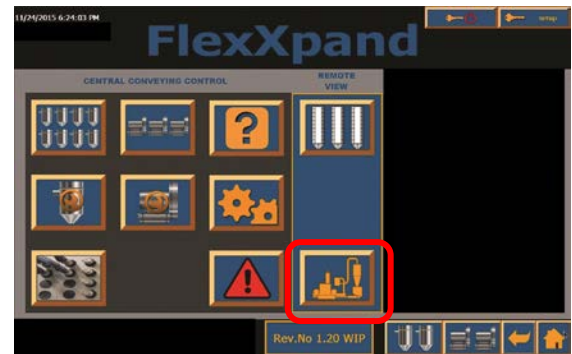 11/24/2015 6:24:03 PM
setup
FlexXpand
CENTRAL CONVEYING CONTROL
REMOTE
VIEW
?
!
Rev.No 1.20 WIP